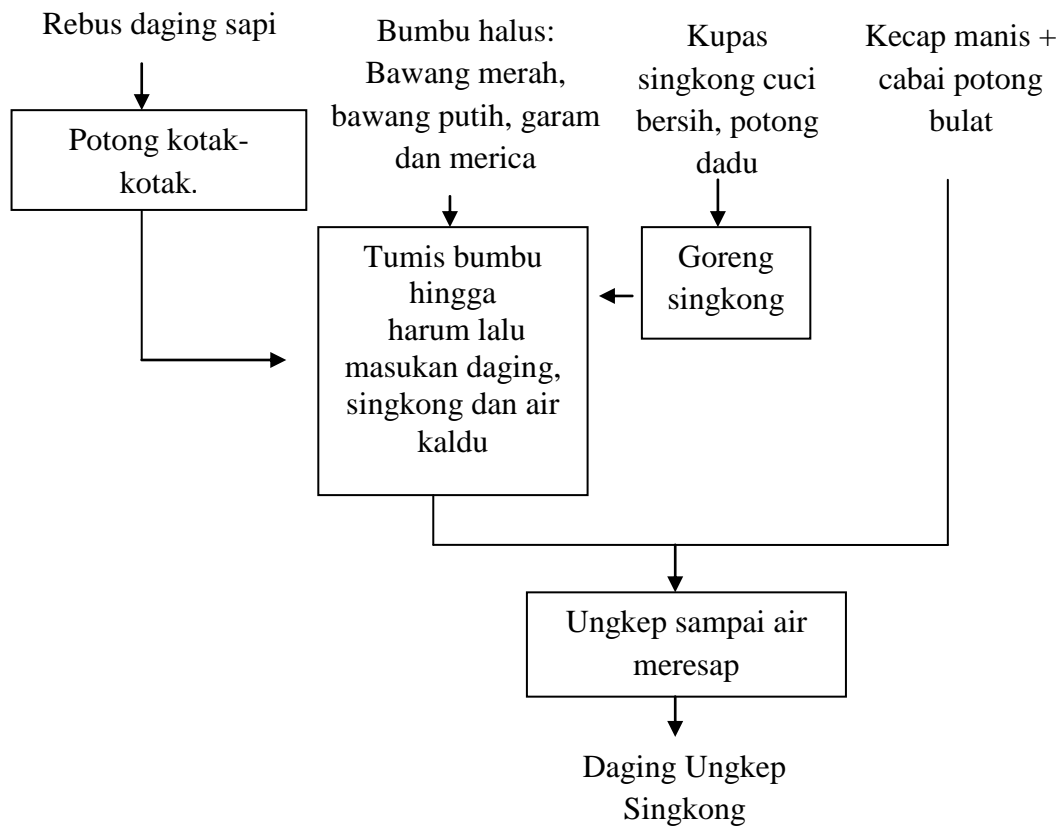 Rebus daging sapi
Potong kotak-
kotak.
Bumbu halus:
Bawang merah,
bawang putih, garam
dan merica
Kupas
singkong cuci
bersih, potong
dadu
Kecap manis +
cabai potong
bulat
Tumis bumbu
hingga
harum lalu
masukan daging,
singkong dan air
kaldu
Goreng
singkong
Ungkep sampai air
meresap
Daging Ungkep
Singkong